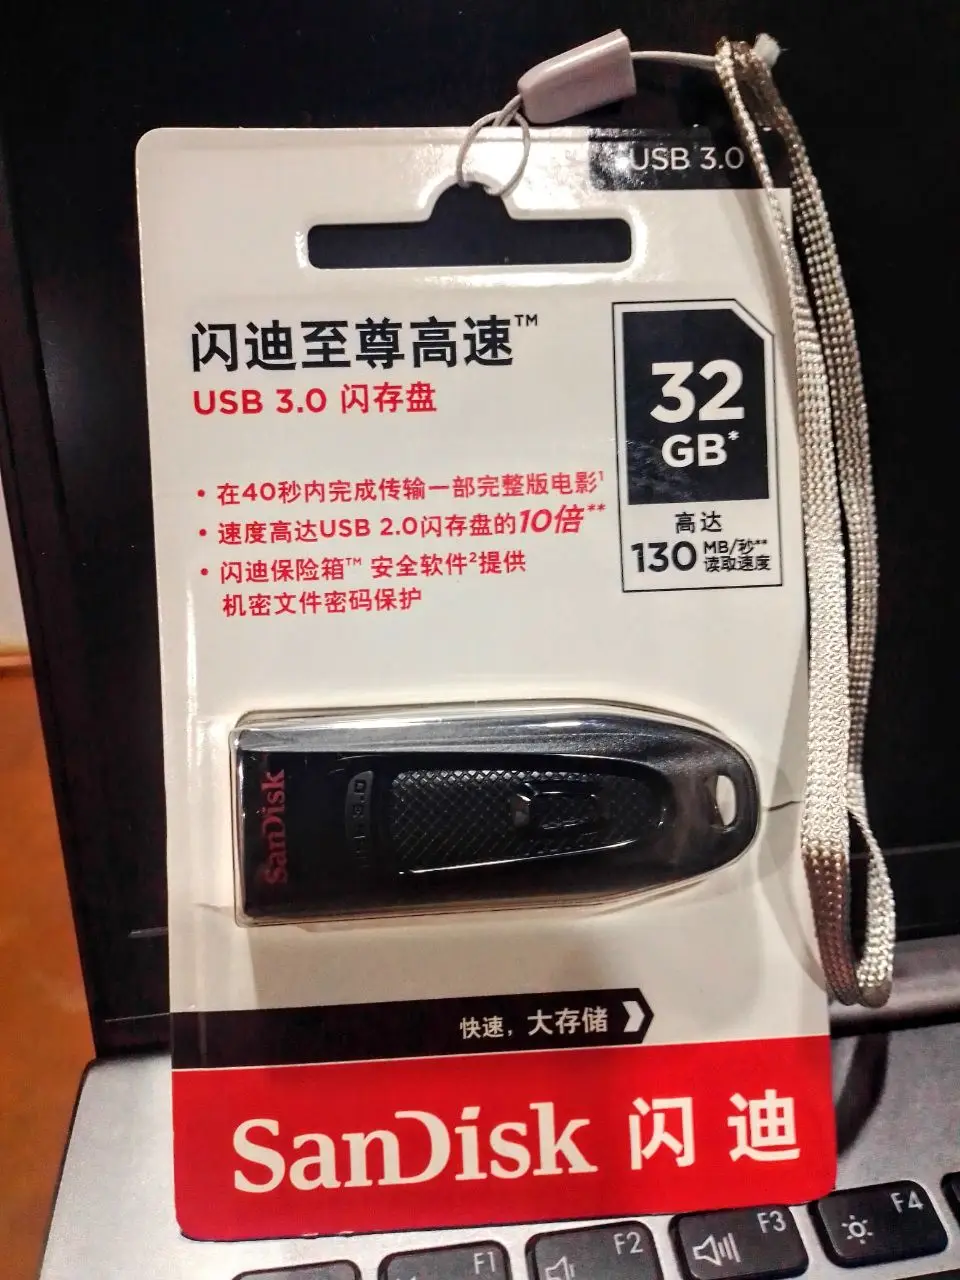 USB 3.0
闪迪至尊高速™
USB 3.0 闪存盘
• 在40秒内完成传输一部完整版电影¹
• 速度高达USB 2.0闪存盘的10倍**
• 闪迪保险箱™ 安全软件²提供
机密文件密码保护
32
GB*
高达
130 MB/秒**
读取速度
SanDisk
快速，大存储
SanDisk 闪迪
F1
F2
F3
F4